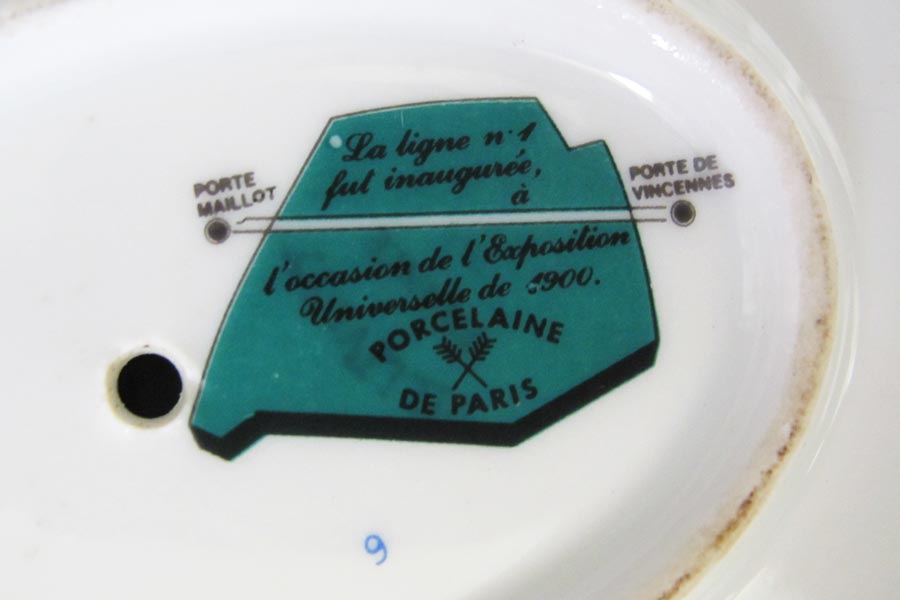 La ligne n·1
fut inaugurée,
à
PORTE
MAILLOT
PORTE DE
VINCENNES
l'occasion de l'Exposition
Universelle de 1900.
PORCELAINE
DE PARIS
9